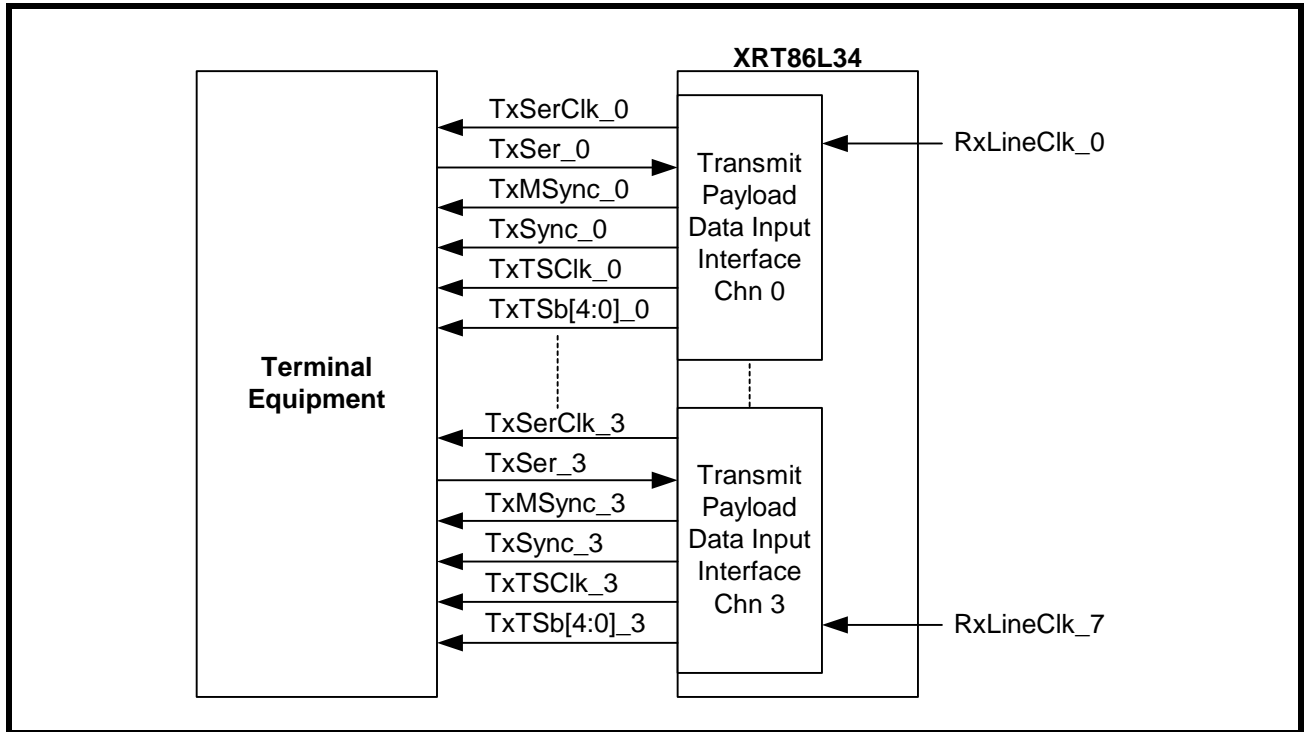 XRT86L34
TxSerClk_0
TxSer_0
TxMSync_0
TxSync_0
TxTSClk_0
TxTSb[4:0]_0
Transmit
Payload
Data Input
Interface
Chn 0
RxLineClk_0
Terminal
Equipment
TxSerClk_3
TxSer_3
TxMSync_3
TxSync_3
TxTSClk_3
TxTSb[4:0]_3
Transmit
Payload
Data Input
Interface
Chn 3
RxLineClk_7